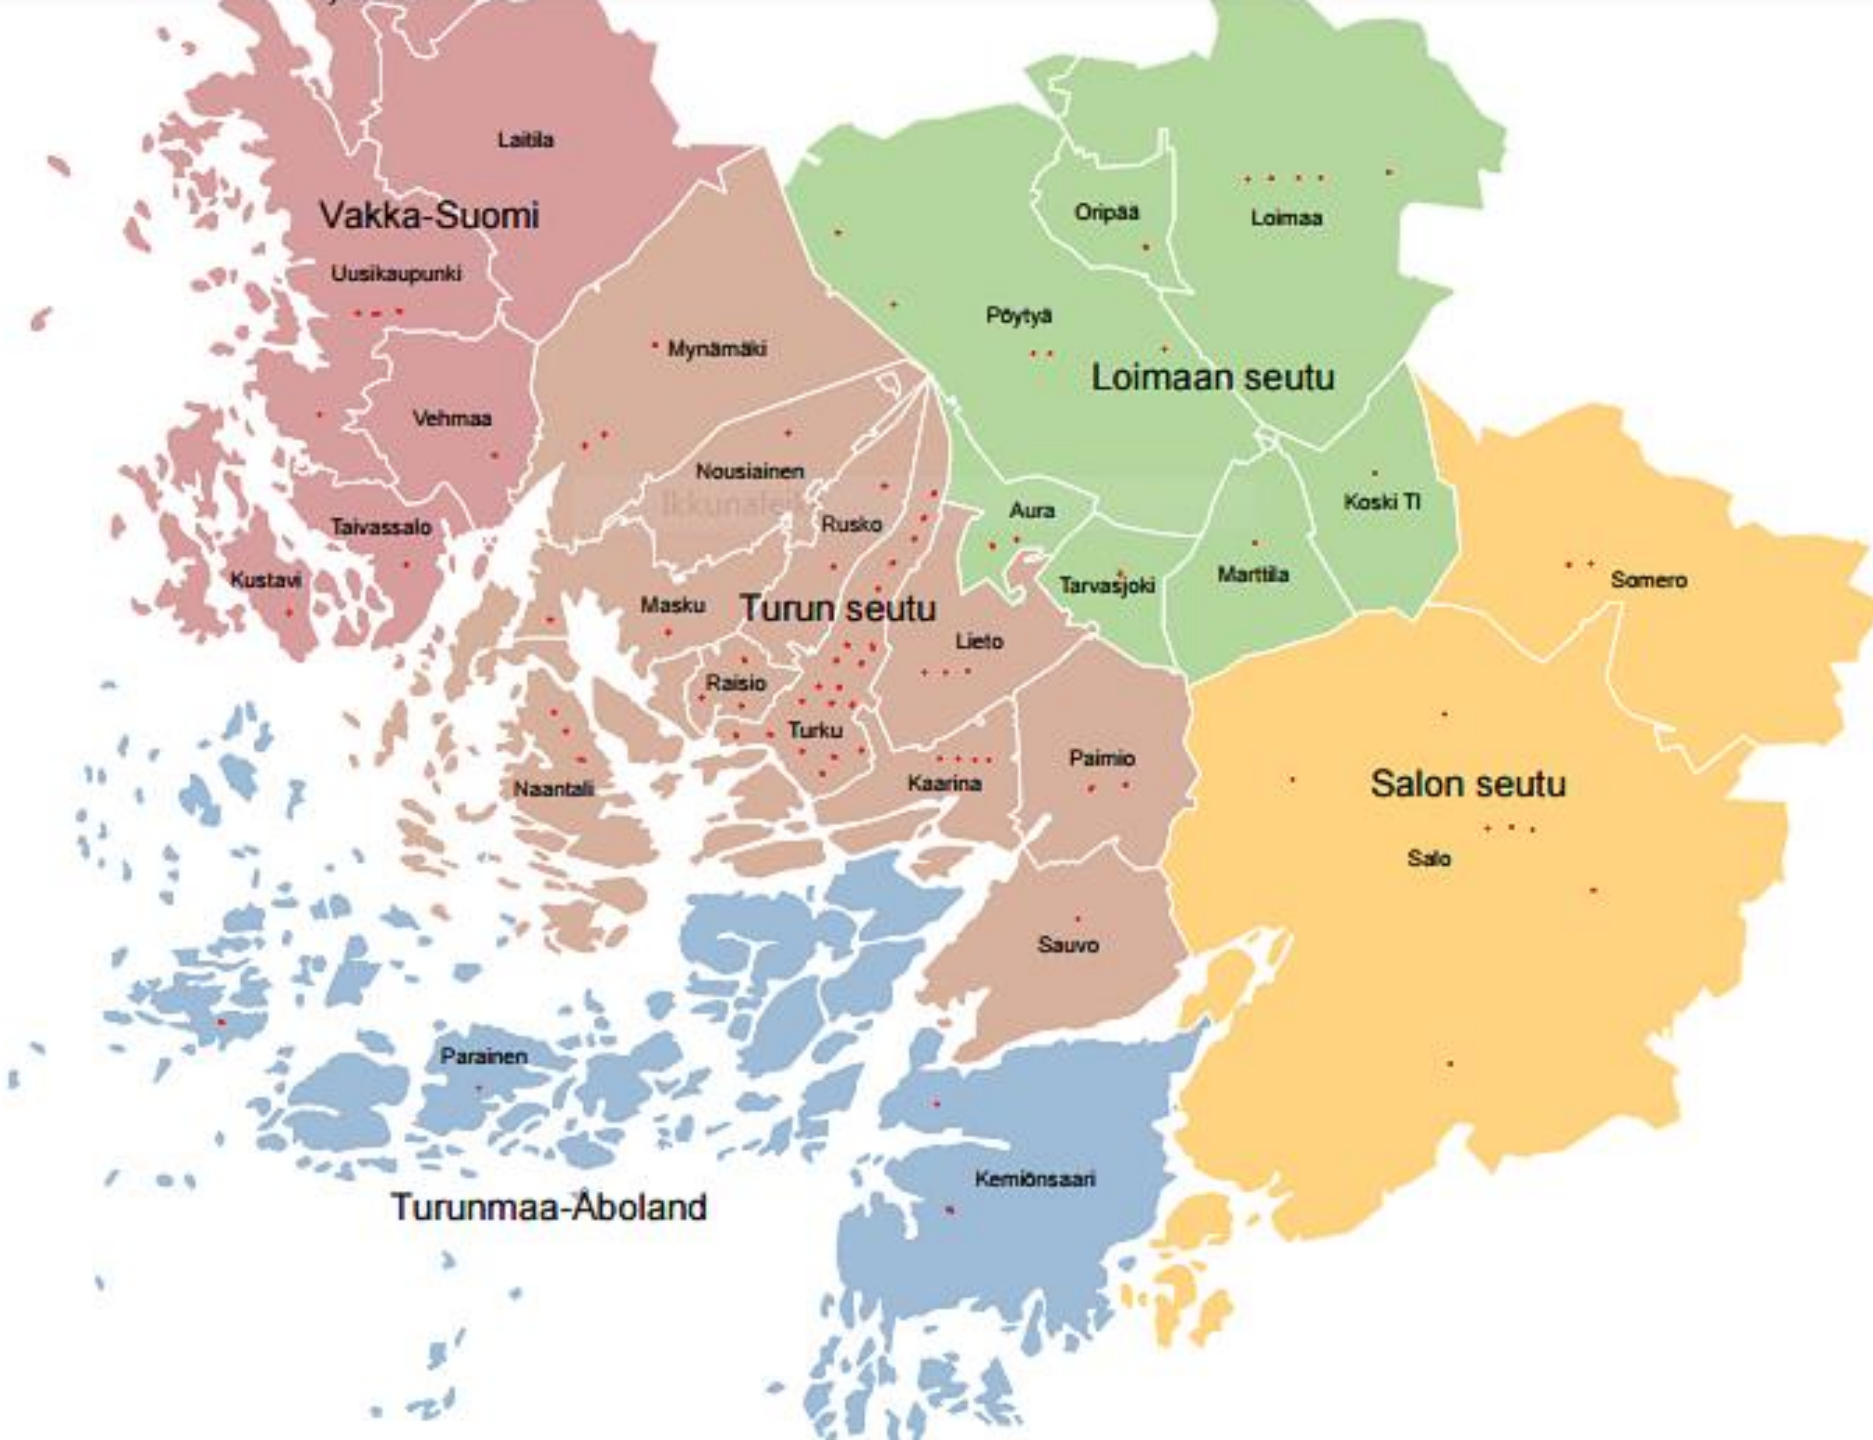 Laitila
Vakka-Suomi
Oripää
Loimaa
Uusikaupunki
Pöytyä
Mynämäki
Loimaan seutu
Vehmaa
Nousiainen
Koski Tl
Aura
Rusko
Taivassalo
Kustavi
Somero
Marttila
Tarvasjoki
Masku
Turun seutu
Lieto
Raisio
Turku
Paimio
Kaarina
Naantali
Salon seutu
Salo
Sauvo
Parainen
Kemiönsaari
Turunmaa-Åboland